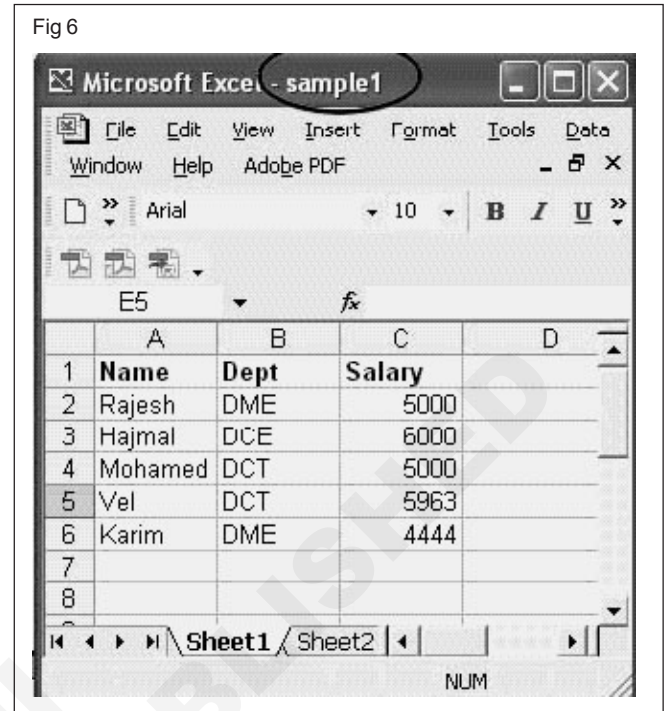 Fig 6
Microsoft Excel - sample1
File Edit View Insert Format Tools Data
Window Help Adobe PDF
Arial 10 B I U
E5 fx
A B C D
1 Name Dept Salary
2 Rajesh DME 5000
3 Hajmal DCE 6000
4 Mohamed DCT 5000
5 Vel DCT 5963
6 Karim DME 4444
7
8
Sheet1 Sheet2
NUM